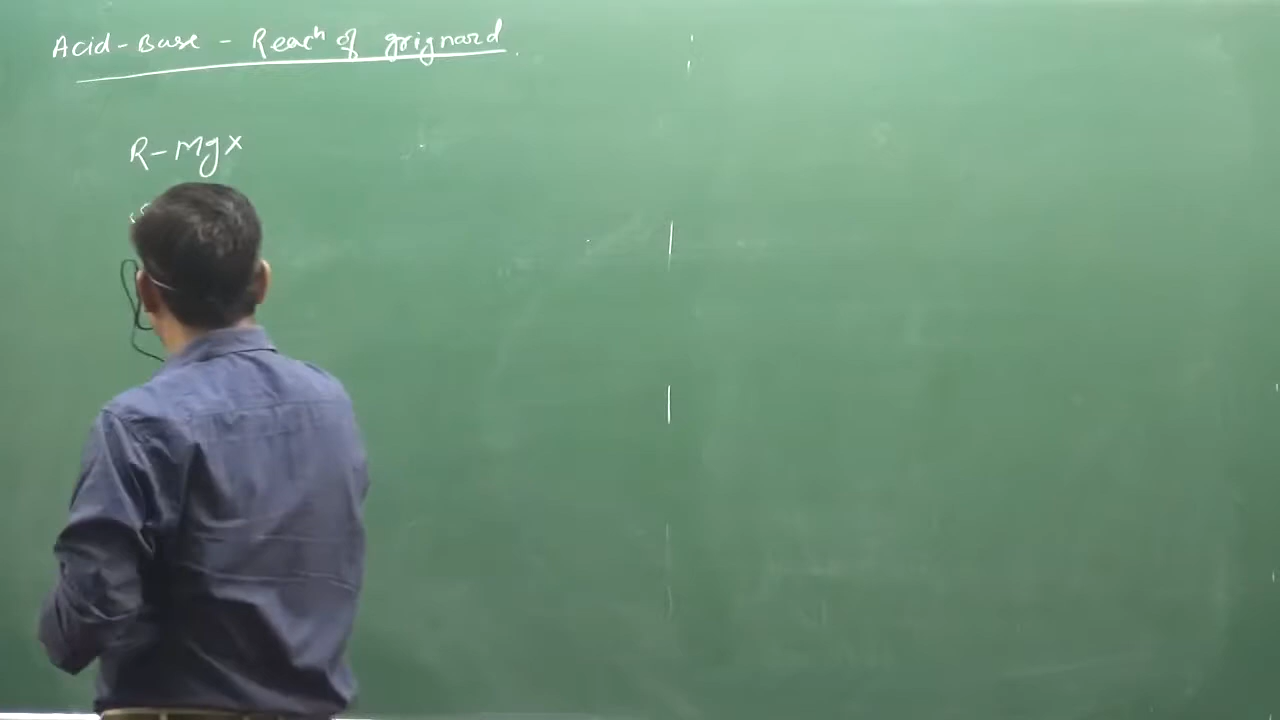 Acid-Base - Reacⁿ of grignard
R-MgX